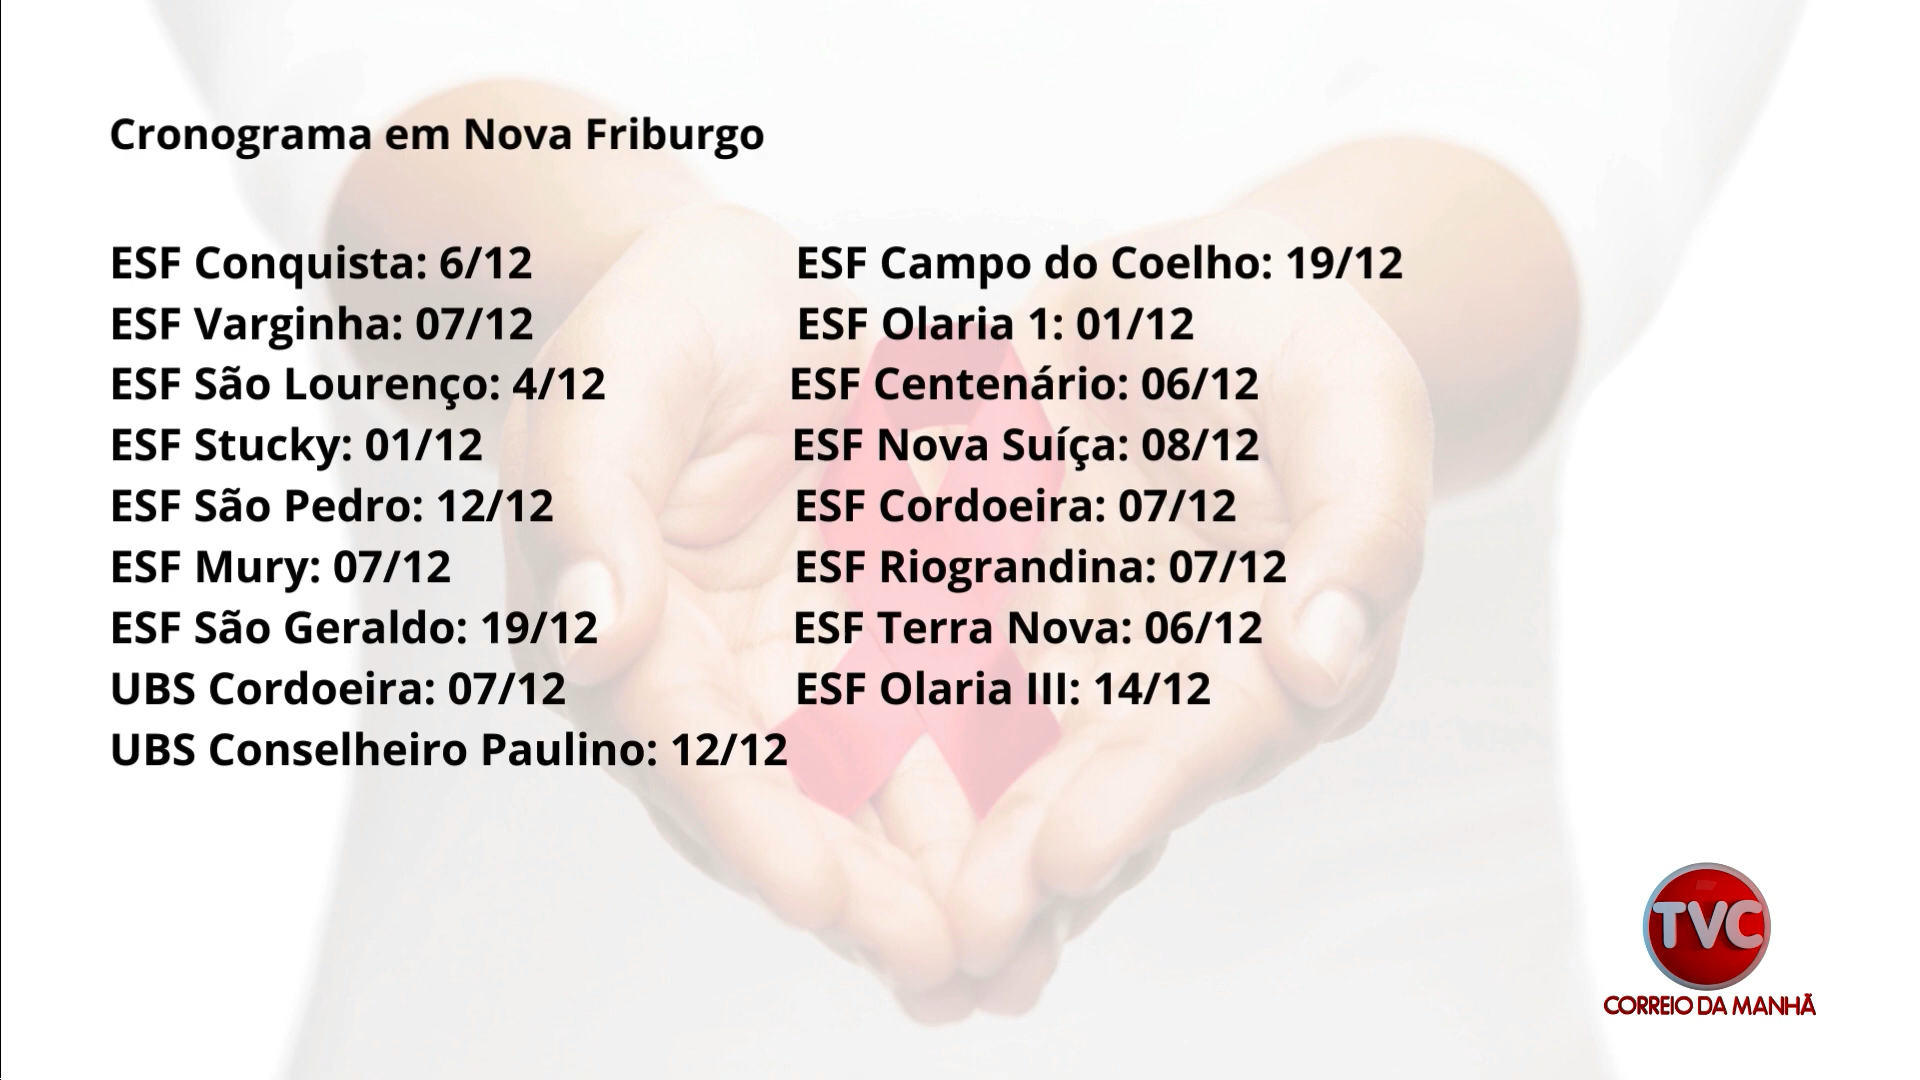 Cronograma em Nova Friburgo
ESF Conquista: 6/12
ESF Varginha: 07/12
ESF São Lourenço: 4/12
ESF Stucky: 01/12
ESF São Pedro: 12/12
ESF Mury: 07/12
ESF São Geraldo: 19/12
UBS Cordoeira: 07/12
UBS Conselheiro Paulino: 12/12
ESF Campo do Coelho: 19/12
ESF Olaria 1: 01/12
ESF Centenário: 06/12
ESF Nova Suíça: 08/12
ESF Cordoeira: 07/12
ESF Riograndina: 07/12
ESF Terra Nova: 06/12
ESF Olaria III: 14/12
TVC
CORREIO DA MANHÃ